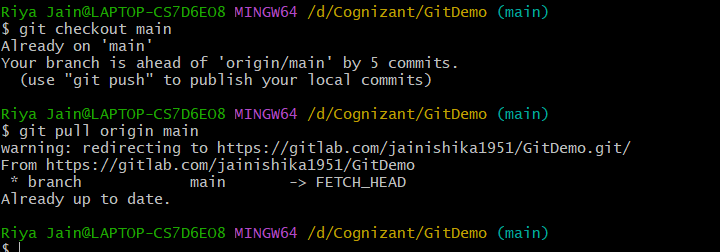 Riya Jain@LAPTOP-CS7D6EO8 MINGW64 /d/Cognizant/GitDemo (main)
$ git checkout main
Already on 'main'
Your branch is ahead of 'origin/main' by 5 commits.
  (use "git push" to publish your local commits)
Riya Jain@LAPTOP-CS7D6EO8 MINGW64 /d/Cognizant/GitDemo (main)
$ git pull origin main
warning: redirecting to https://gitlab.com/jainishika1951/GitDemo.git/
From https://gitlab.com/jainishika1951/GitDemo
 * branch            main       -> FETCH_HEAD
Already up to date.
Riya Jain@LAPTOP-CS7D6EO8 MINGW64 /d/Cognizant/GitDemo (main)
$